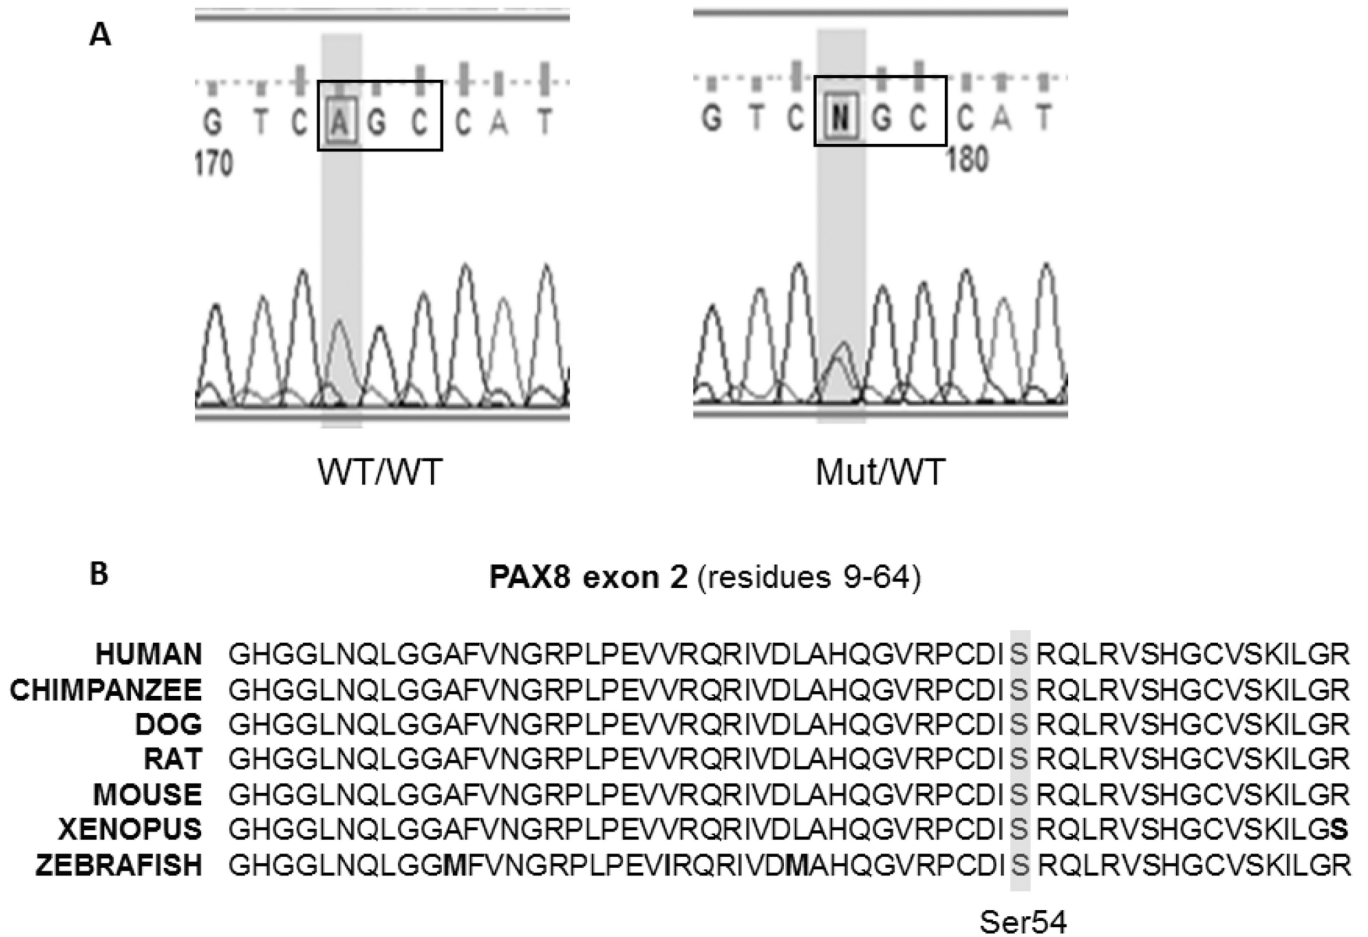 A
G T C A G C C A T
170
WT/WT
G T C N G C C A T
180
Mut/WT
B
PAX8 exon 2 (residues 9-64)
HUMAN GHGGLNQLGGAFVNGRPLPEVVRQRIVDLAHQGVRPCDIS RQLRVSHGCVSKILGR
CHIMPANZEE GHGGLNQLGGAFVNGRPLPEVVRQRIVDLAHQGVRPCDIS RQLRVSHGCVSKILGR
DOG GHGGLNQLGGAFVNGRPLPEVVRQRIVDLAHQGVRPCDIS RQLRVSHGCVSKILGR
RAT GHGGLNQLGGAFVNGRPLPEVVRQRIVDLAHQGVRPCDIS RQLRVSHGCVSKILGR
MOUSE GHGGLNQLGGAFVNGRPLPEVVRQRIVDLAHQGVRPCDIS RQLRVSHGCVSKILGR
XENOPUS GHGGLNQLGGAFVNGRPLPEVVRQRIVDLAHQGVRPCDIS RQLRVSHGCVSKILGS
ZEBRAFISH GHGGLNQLGGMFVNGRPLPEVIRQRIVDMAHQGVRPCDIS RQLRVSHGCVSKILGR
Ser54